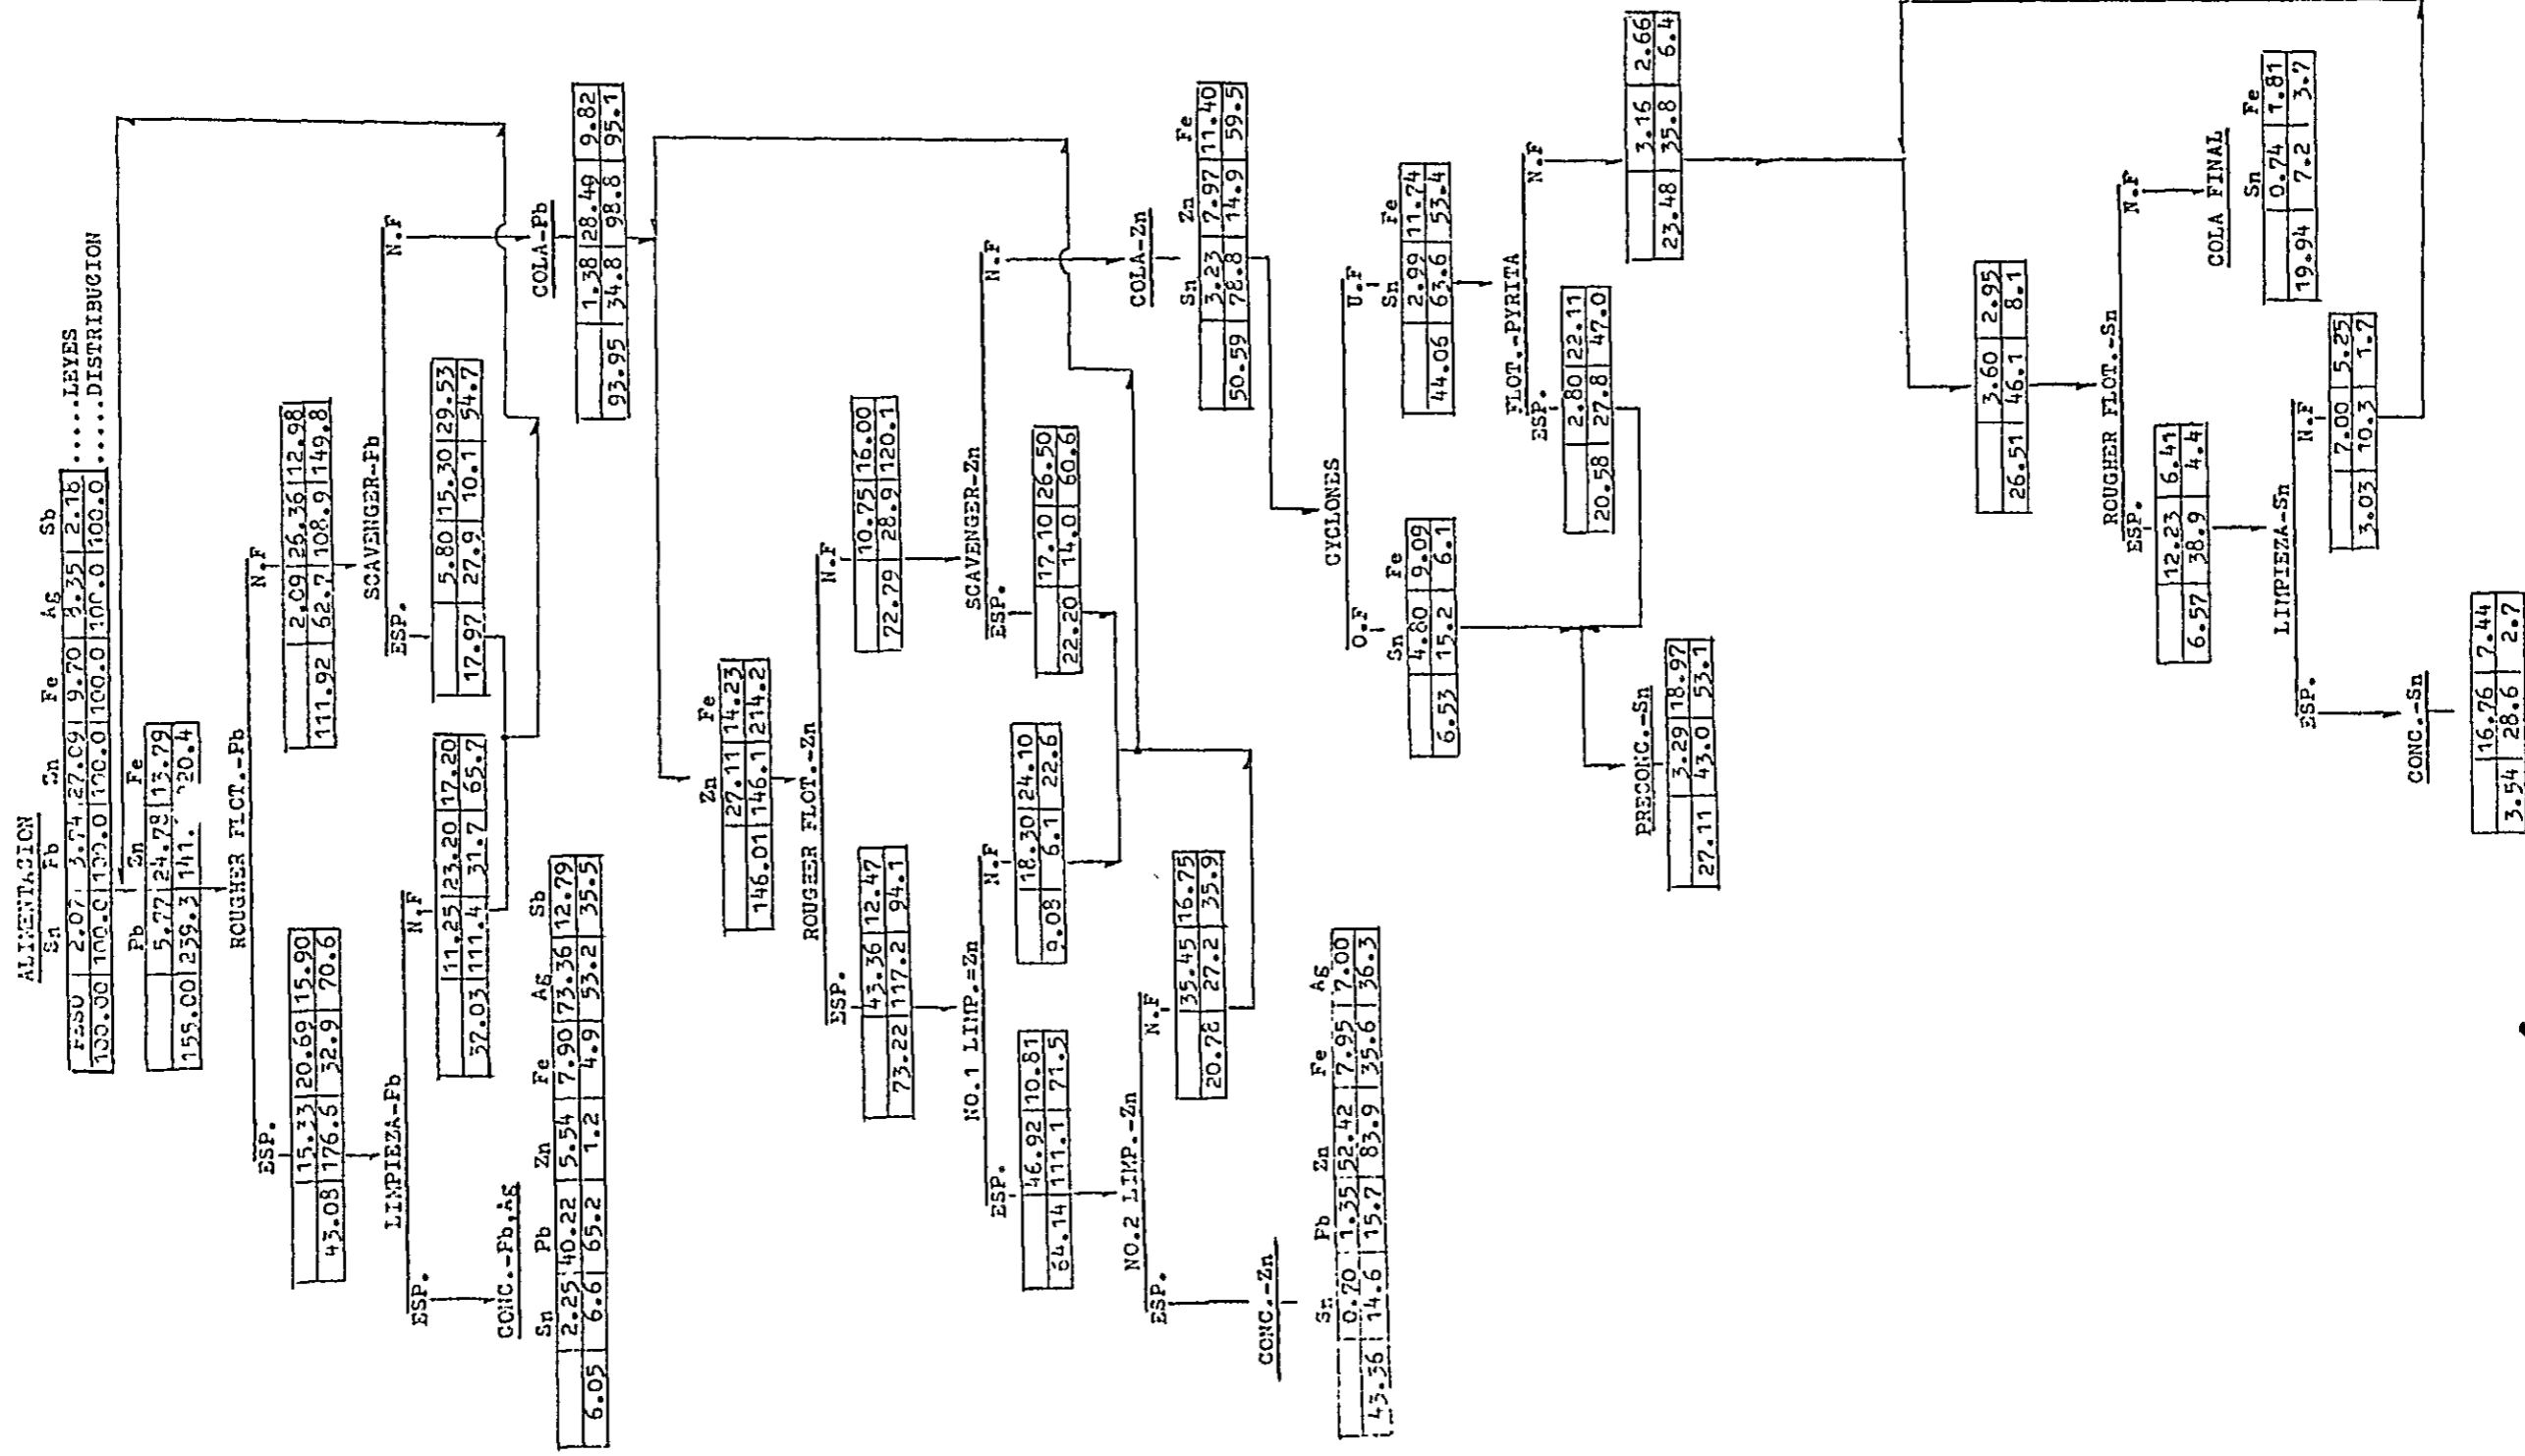 ALIMENTACION
Sn Pb Zn Fe Ag Sb
PESO 2.07 3.74 27.09 9.70 8.35 2.18 .....LEYES
100.00 100.0 100.0 100.0 100.0 100.0 100.0 .....DISTRIBUCION
Pb Zn Fe
5.77 24.78 13.79
155.00 239.3 141. 220.4
ROUGHER FLOT.-Pb
ESP. N.F
15.33 20.69 15.90
43.08 176.6 32.9 70.6
2.09 26.36 12.98
111.92 62.7 108.9 149.8
LIMPIEZA-Pb
ESP. N.F
SCAVENGER-Pb
ESP. N.F
11.25 23.20 17.20
37.03 111.4 31.7 65.7
5.80 15.30 29.53
17.97 27.9 10.1 54.7
CONC.-Pb,Ag
Sn Pb Zn Fe Ag Sb
2.25 40.22 5.54 7.90 73.36 12.79
6.05 6.6 65.2 1.2 4.9 53.2 35.5
COLA-Pb
1.38 28.49 9.82
93.95 34.8 98.8 95.1
Zn Fe
27.11 14.23
146.01 146.1 214.2
ROUGHER FLOT.-Zn
ESP. N.F
43.36 12.47
73.22 117.2 94.1
10.75 16.00
72.79 28.9 120.1
NO.1 LIMP.=Zn
ESP. N.F
SCAVENGER-Zn
ESP. N.F
46.92 10.81
64.14 111.1 71.5
18.30 24.10
9.08 6.1 22.6
17.10 26.50
22.20 14.0 60.6
NO.2 LIMP.-Zn
ESP. N.F
35.45 16.75
20.78 27.2 35.9
COLA-Zn
Sn Zn Fe
3.23 7.97 11.40
50.59 78.8 14.9 59.5
CONC.-Zn
Sn Pb Zn Fe Ag
0.70 1.35 52.42 7.95 7.00
43.36 14.6 15.7 83.9 35.6 36.3
CYCLONES
O.F U.F
Sn Fe
4.80 9.09
6.53 15.2 6.1
Sn Fe
2.99 11.74
44.06 63.6 53.4
FLOT.-PYRITA
ESP. N.F
2.80 22.11
20.58 27.8 47.0
3.16 2.66
23.48 35.8 6.4
PRECONC.-Sn
3.29 18.97
27.11 43.0 53.1
3.60 2.95
26.51 46.1 8.1
ROUGHER FLOT.-Sn
ESP. N.F
12.23 6.41
6.57 38.9 4.4
COLA FINAL
Sn Fe
0.74 1.81
19.94 7.2 3.7
LIMPIEZA-Sn
ESP. N.F
7.00 5.25
3.03 10.3 1.7
CONC.-Sn
16.76 7.44
3.54 28.6 2.7